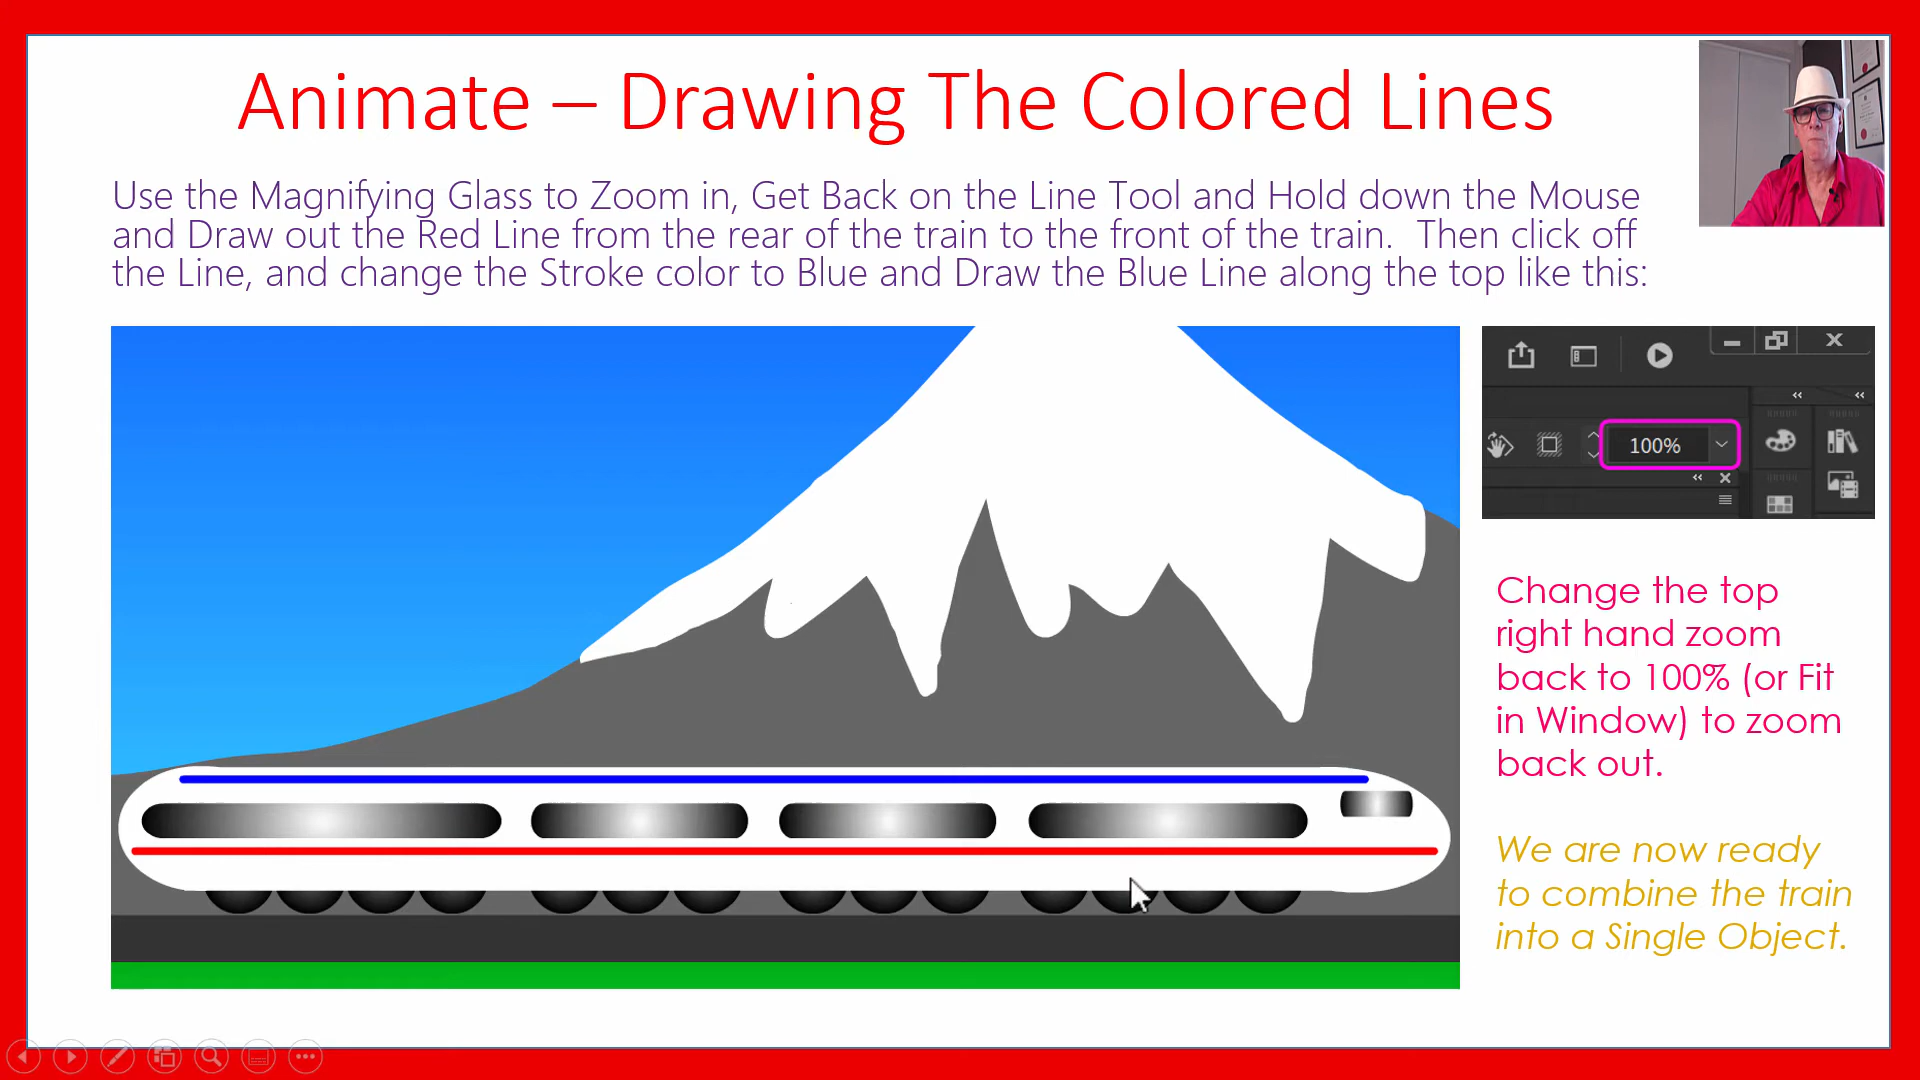 Animate – Drawing The Colored Lines
Use the Magnifying Glass to Zoom in, Get Back on the Line Tool and Hold down the Mouse
and Draw out the Red Line from the rear of the train to the front of the train.  Then click off
the Line, and change the Stroke color to Blue and Draw the Blue Line along the top like this:
100%
Change the top
right hand zoom
back to 100% (or Fit
in Window) to zoom
back out.
We are now ready
to combine the train
into a Single Object.